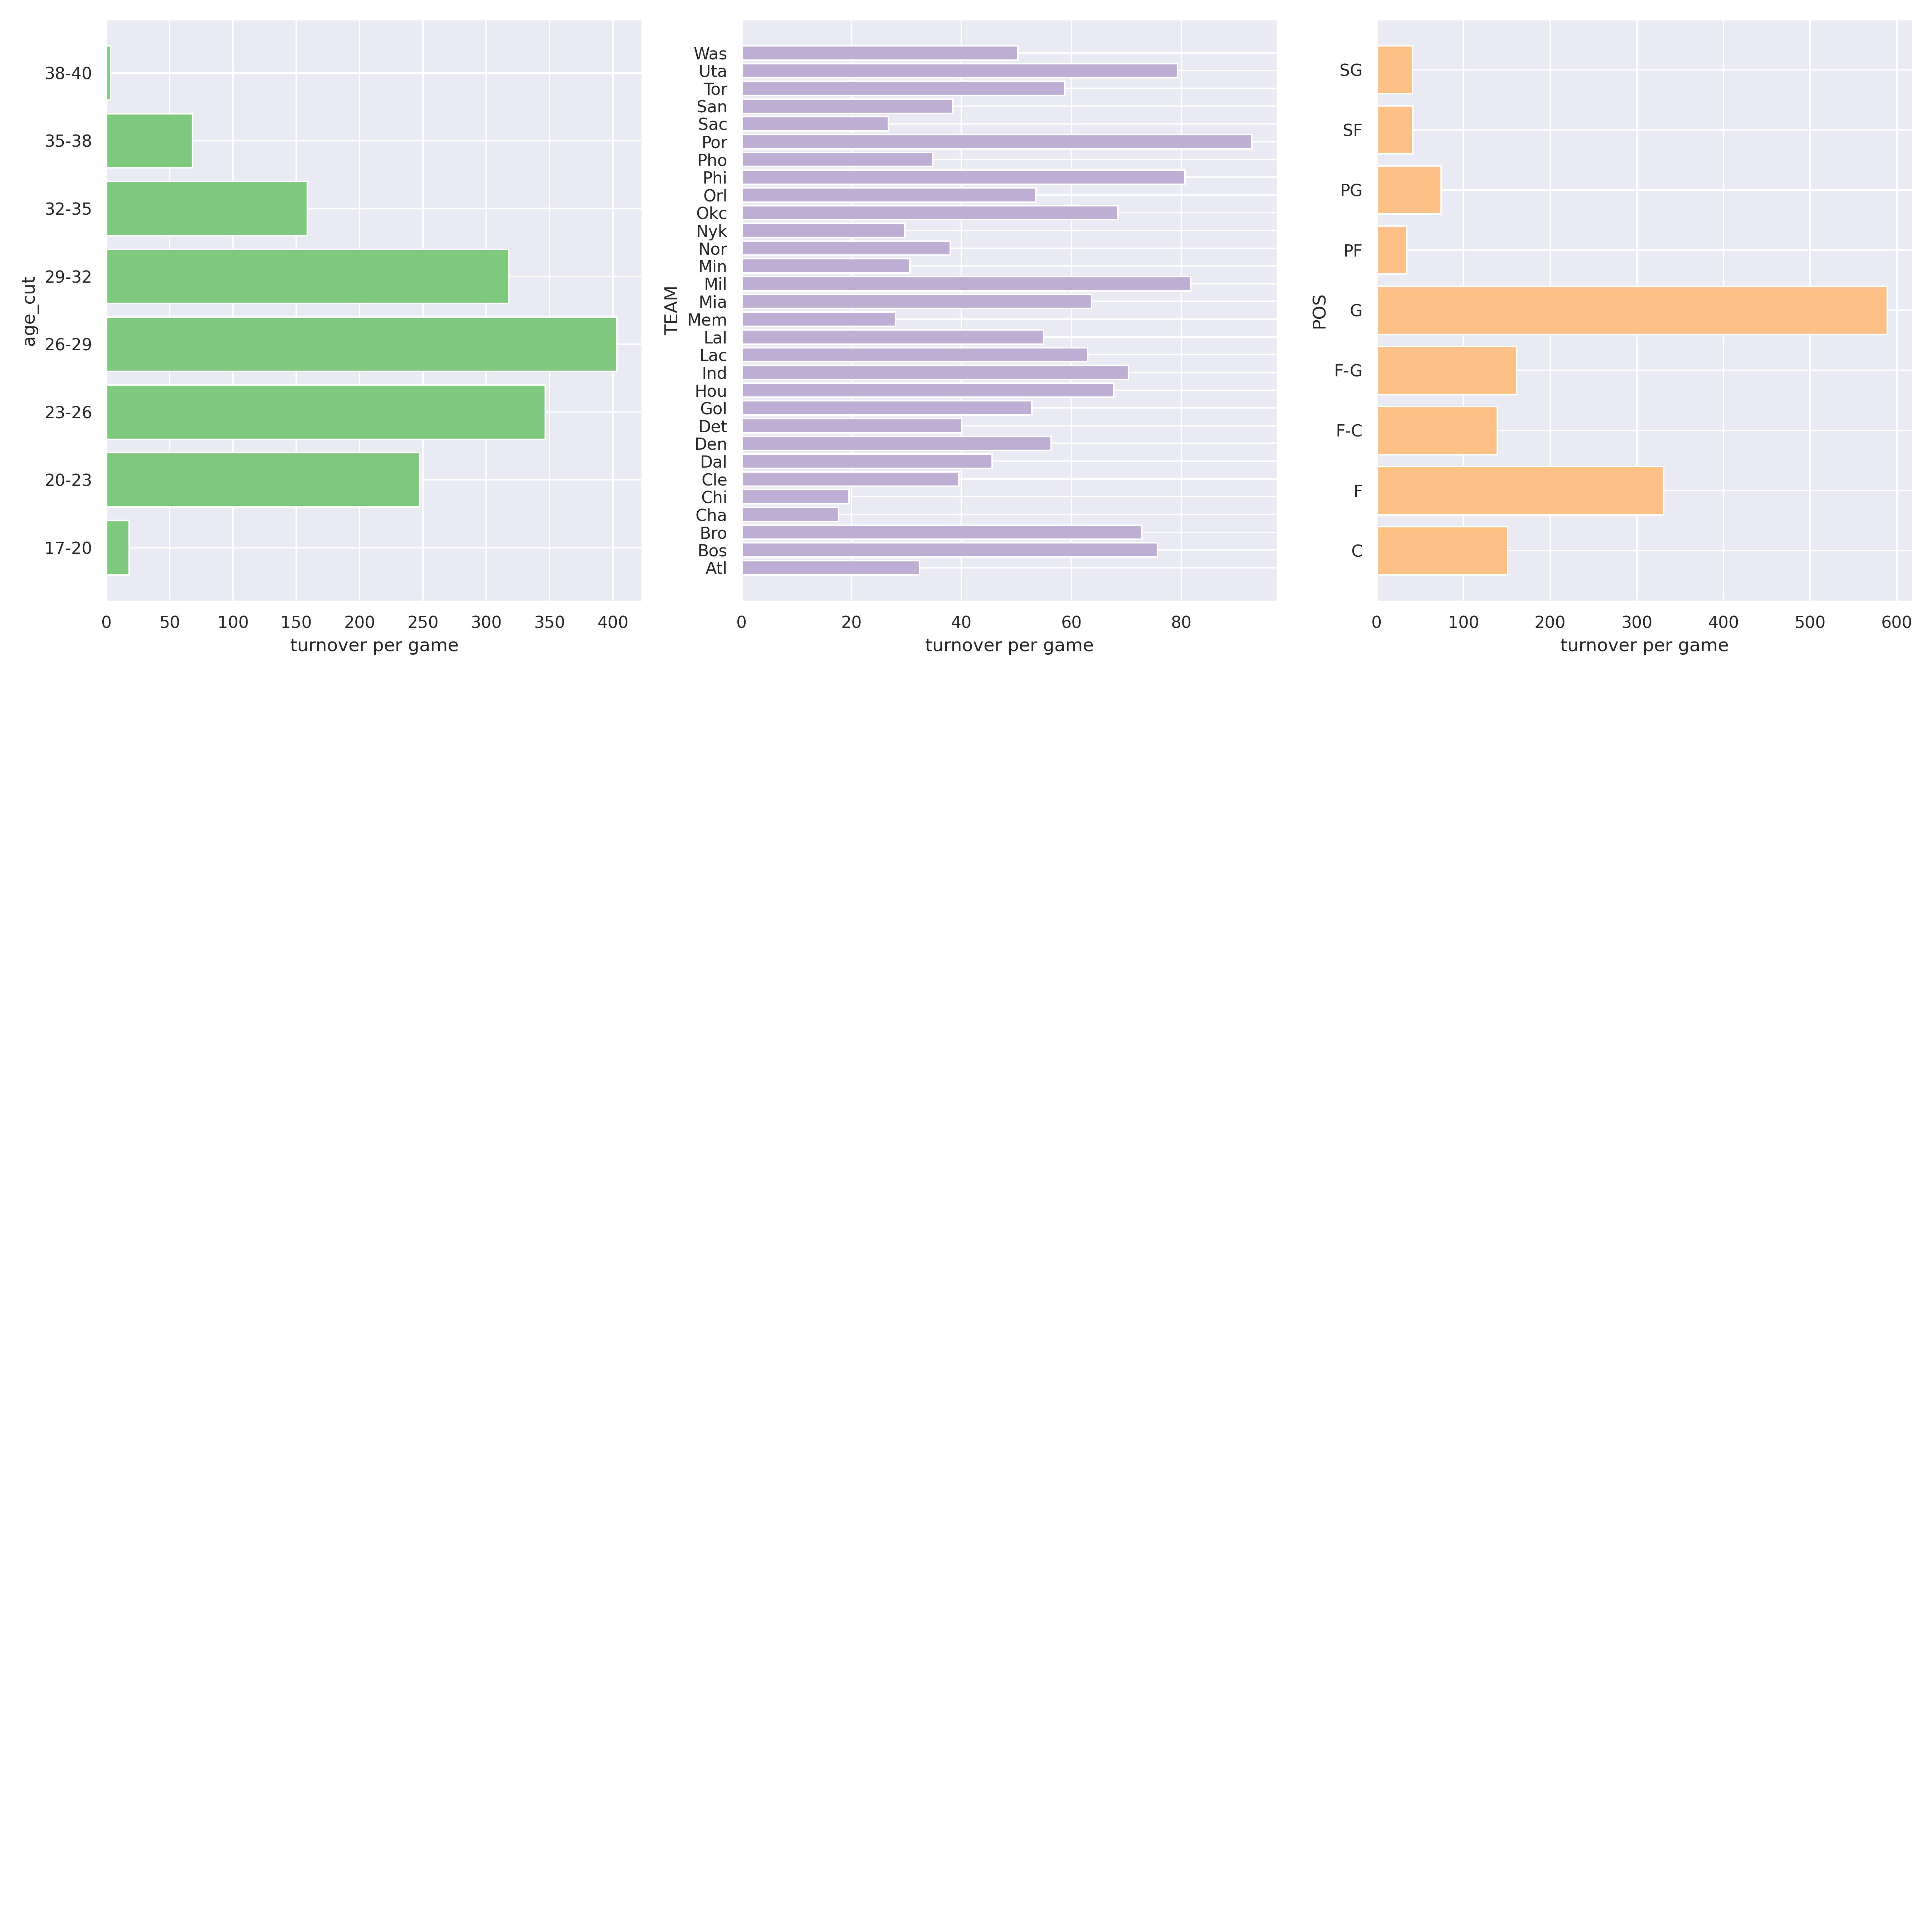 age_cut
38-40
35-38
32-35
29-32
26-29
23-26
20-23
17-20
0 50 100 150 200 250 300 350 400
turnover per game
TEAM
Was
Uta
Tor
San
Sac
Por
Pho
Phi
Orl
Okc
Nyk
Nor
Min
Mil
Mia
Mem
Lal
Lac
Ind
Hou
Gol
Det
Den
Dal
Cle
Chi
Cha
Bro
Bos
Atl
0 20 40 60 80
turnover per game
POS
SG
SF
PG
PF
G
F-G
F-C
F
C
0 100 200 300 400 500 600
turnover per game